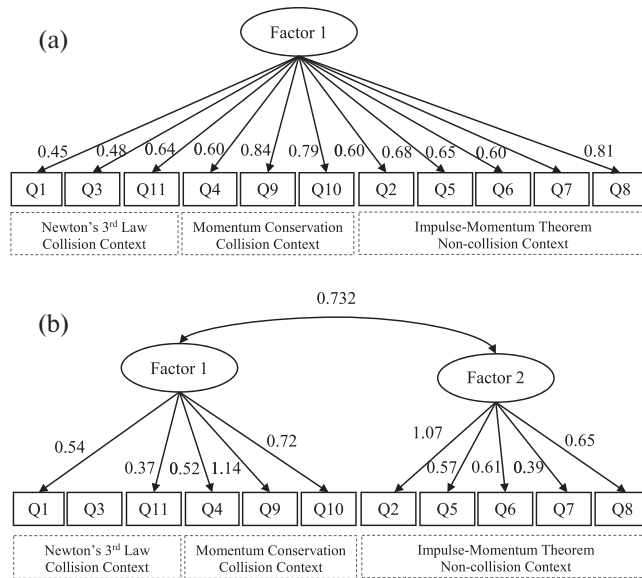 (a)
Factor 1
0.45 0.48 0.64 0.60 0.84 0.79 0.60 0.68 0.65 0.60 0.81
Q1 Q3 Q11 Q4 Q9 Q10 Q2 Q5 Q6 Q7 Q8
Newton's 3rd Law Momentum Conservation Impulse-Momentum Theorem
Collision Context Collision Context Non-collision Context
0.732
(b)
Factor 1 Factor 2
0.54 0.37 0.52 1.14 0.72 1.07 0.57 0.61 0.39 0.65
Q1 Q3 Q11 Q4 Q9 Q10 Q2 Q5 Q6 Q7 Q8
Newton's 3rd Law Momentum Conservation Impulse-Momentum Theorem
Collision Context Collision Context Non-collision Context